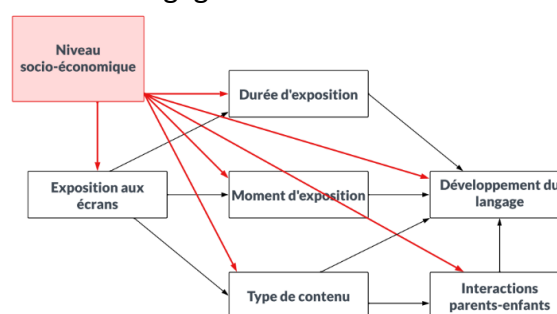 Niveau
socio-économique
Durée d'exposition
Exposition aux
écrans
Moment d'exposition
Développement du
langage
Type de contenu
Interactions
parents-enfants